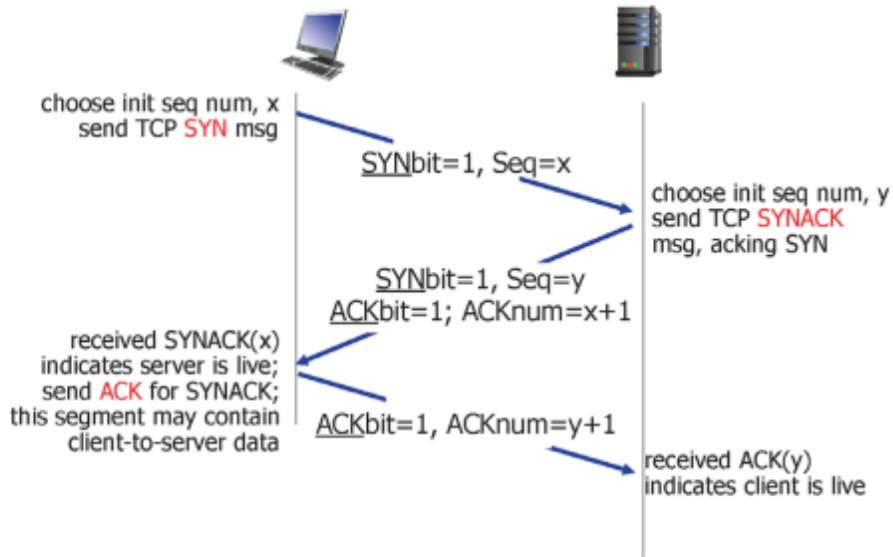 choose init seq num, x
send TCP SYN msg
SYNbit=1, Seq=x
choose init seq num, y
send TCP SYNACK
msg, acking SYN
SYNbit=1, Seq=y
ACKbit=1; ACKnum=x+1
received SYNACK(x)
indicates server is live;
send ACK for SYNACK;
this segment may contain
client-to-server data
ACKbit=1, ACKnum=y+1
received ACK(y)
indicates client is live